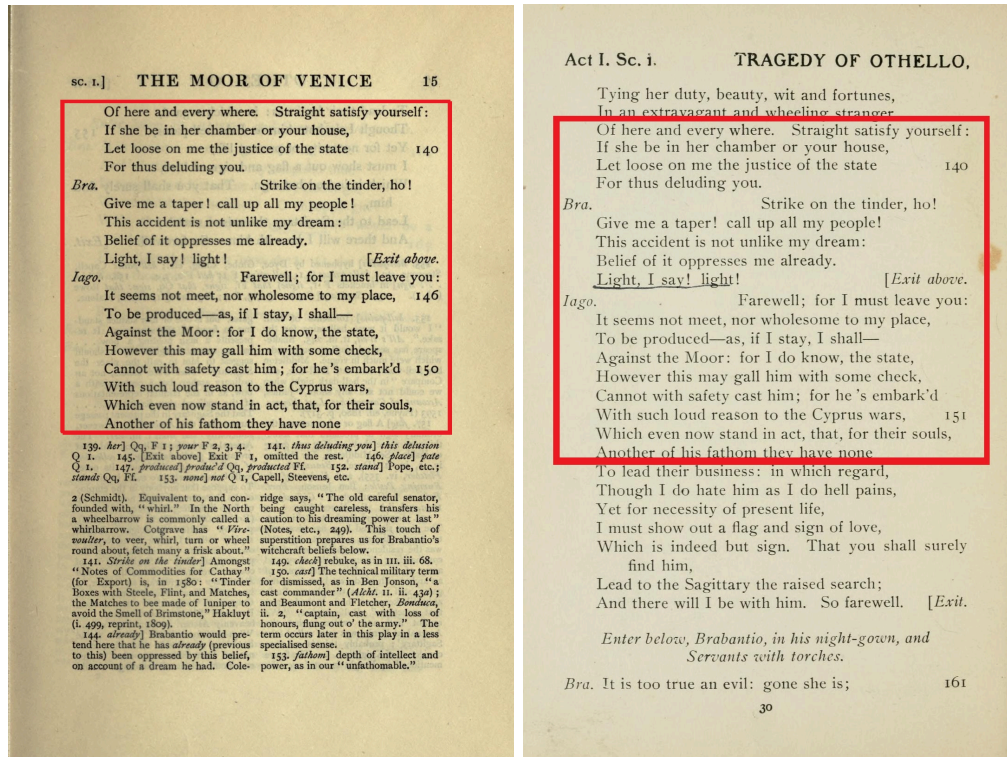 SC. I.] THE MOOR OF VENICE 15
Of here and every where. Straight satisfy yourself:
If she be in her chamber or your house,
Let loose on me the justice of the state 140
For thus deluding you.
Bra. Strike on the tinder, ho!
Give me a taper! call up all my people!
This accident is not unlike my dream:
Belief of it oppresses me already.
Light, I say! light! [Exit above.
Iago. Farewell; for I must leave you:
It seems not meet, nor wholesome to my place, 146
To be produced—as, if I stay, I shall—
Against the Moor: for I do know, the state,
However this may gall him with some check,
Cannot with safety cast him; for he's embark'd 150
With such loud reason to the Cyprus wars,
Which even now stand in act, that, for their souls,
Another of his fathom they have none
139. her] Qq, F 1; your F 2, 3, 4. 141. thus deluding you] this delusion
Q 1. 145. [Exit above] Exit F 1, omitted the rest. 146. place] pate
Q 1. 147. produced] produc'd Qq, producted Ff. 152. stand] Pope, etc.;
stands Qq, Ff. 153. none] not Q 1, Capell, Steevens, etc.
2 (Schmidt). Equivalent to, and con-
founded with, "whirl." In the North
a wheelbarrow is commonly called a
whirlbarrow. Cotgrave has "Vire-
voulter, to veer, whirl, turn or wheel
round about, fetch many a frisk about."
141. Strike on the tinder] Amongst
"Notes of Commodities for Cathay"
(for Export) is, in 1580: "Tinder
Boxes with Steele, Flint, and Matches,
the Matches to bee made of Iuniper to
avoid the Smell of Brimstone," Hakluyt
(i. 499, reprint, 1809).
144. already] Brabantio would pre-
tend here that he has already (previous
to this) been oppressed by this belief,
on account of a dream he had. Cole-
ridge says, "The old careful senator,
being caught careless, transfers his
caution to his dreaming power at last"
(Notes, etc., 249). This touch of
superstition prepares us for Brabantio's
witchcraft beliefs below.
149. check] rebuke, as in III. iii. 68.
150. cast] The technical military term
for dismissed, as in Ben Jonson, "a
cast commander" (Alcht. II. ii. 43a);
and Beaumont and Fletcher, Bonduca,
ii. 2, "captain, cast with loss of
honours, flung out o' the army." The
term occurs later in this play in a less
specialised sense.
153. fathom] depth of intellect and
power, as in our "unfathomable."
Act I. Sc. i. TRAGEDY OF OTHELLO,
Tying her duty, beauty, wit and fortunes,
In an extravagant and wheeling stranger
Of here and every where. Straight satisfy yourself:
If she be in her chamber or your house,
Let loose on me the justice of the state 140
For thus deluding you.
Bra. Strike on the tinder, ho!
Give me a taper! call up all my people!
This accident is not unlike my dream:
Belief of it oppresses me already.
Light, I say! light! [Exit above.
Iago. Farewell; for I must leave you:
It seems not meet, nor wholesome to my place,
To be produced—as, if I stay, I shall—
Against the Moor: for I do know, the state,
However this may gall him with some check,
Cannot with safety cast him; for he 's embark'd
With such loud reason to the Cyprus wars, 151
Which even now stand in act, that, for their souls,
Another of his fathom they have none
To lead their business: in which regard,
Though I do hate him as I do hell pains,
Yet for necessity of present life,
I must show out a flag and sign of love,
Which is indeed but sign. That you shall surely
find him,
Lead to the Sagittary the raised search;
And there will I be with him. So farewell. [Exit.
Enter below, Brabantio, in his night-gown, and
Servants with torches.
Bra. It is too true an evil: gone she is; 161
30